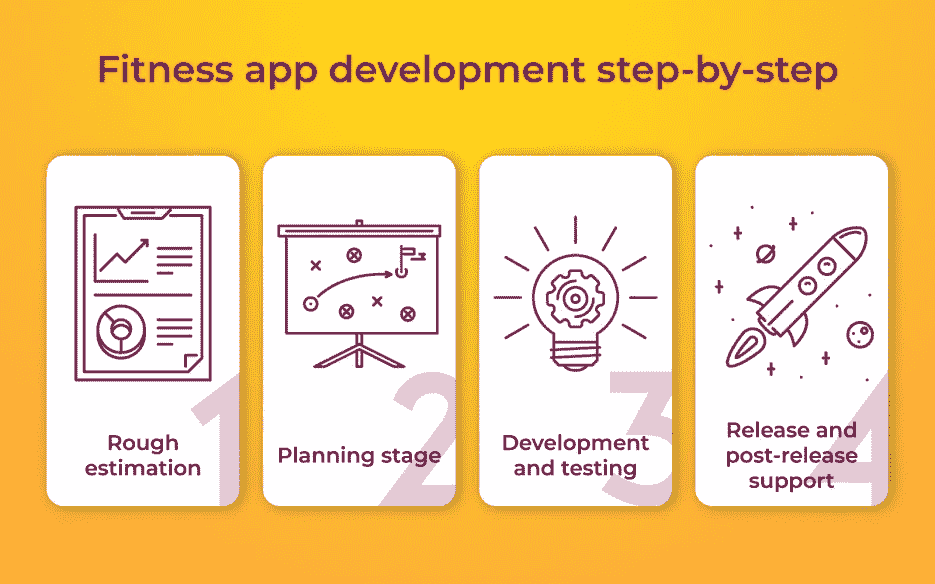 Fitness app development step-by-step
1
Rough
estimation
2
Planning stage
3
Development
and testing
4
Release and
post-release
support